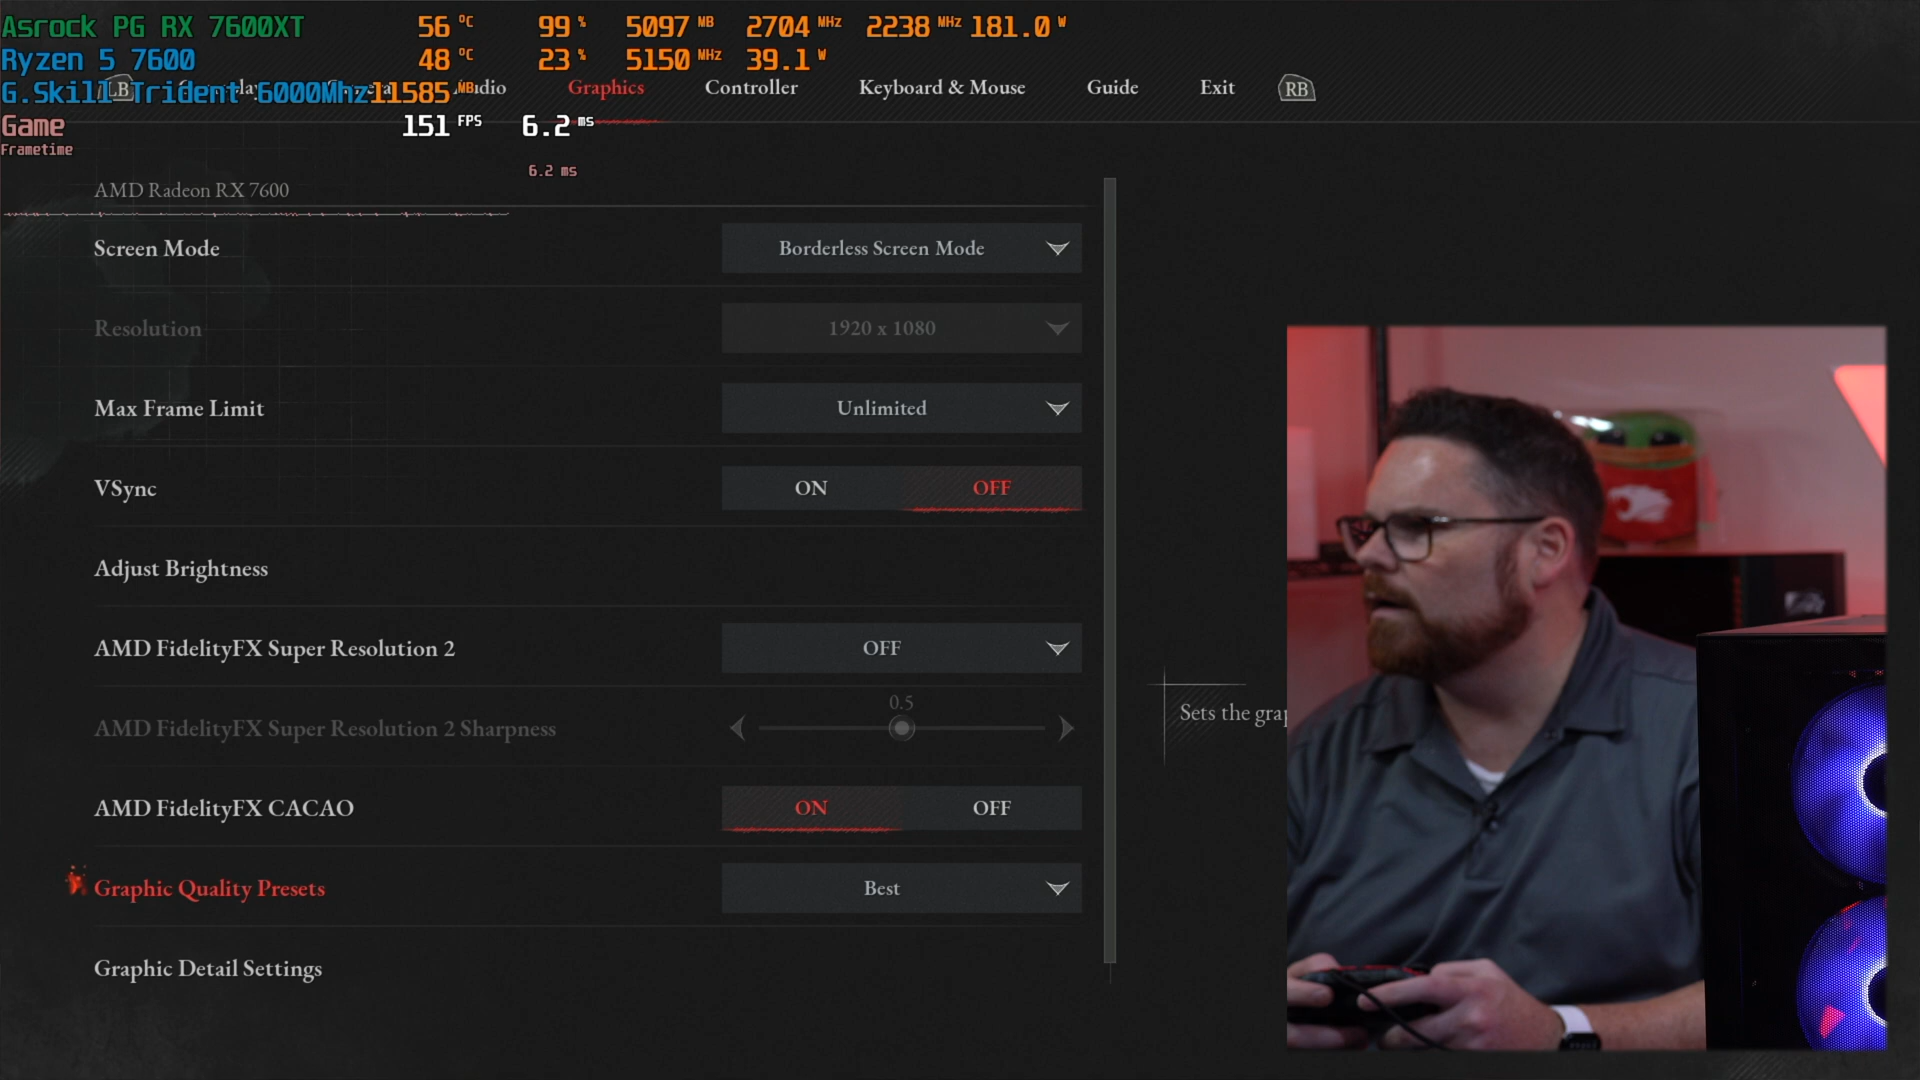 Asrock PG RX 7600XT 56 °C 99 % 5097 MB 2704 MHz 2238 MHz 181.0 W
Ryzen 5 7600 48 °C 23 % 5150 MHz 39.1 W
G.Skill Trident 6000Mhz 11585 MB
LB Graphics Controller Keyboard & Mouse Guide Exit RB
Game 151 FPS 6.2 ms
Frametime
6.2 ms
AMD Radeon RX 7600
Screen Mode Borderless Screen Mode
Resolution 1920 x 1080
Max Frame Limit Unlimited
VSync ON OFF
Adjust Brightness
AMD FidelityFX Super Resolution 2 OFF
0.5
AMD FidelityFX Super Resolution 2 Sharpness
Sets the
AMD FidelityFX CACAO ON OFF
Graphic Quality Presets Best
Graphic Detail Settings